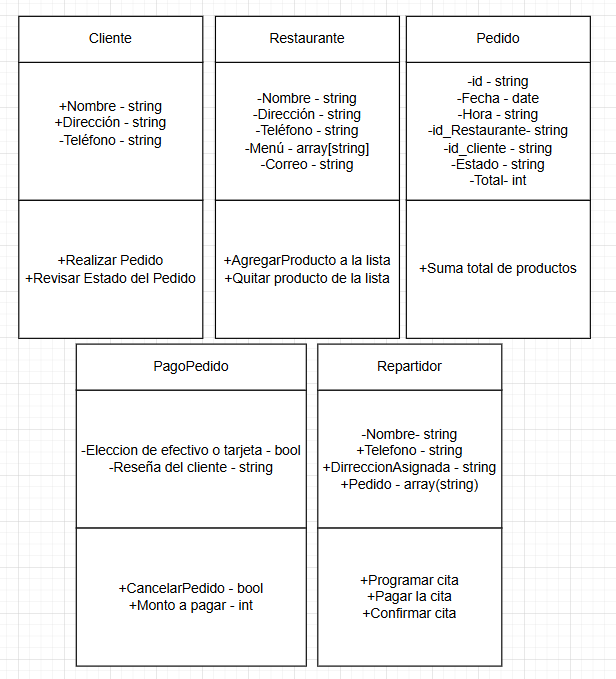 Cliente
+Nombre - string
+Dirección - string
-Teléfono - string
+Realizar Pedido
+Revisar Estado del Pedido
Restaurante
-Nombre - string
-Dirección - string
-Teléfono - string
-Menú - array[string]
-Correo - string
+AgregarProducto a la lista
+Quitar producto de la lista
Pedido
-id - string
-Fecha - date
-Hora - string
-id_Restaurante- string
-id_cliente - string
-Estado - string
-Total- int
+Suma total de productos
PagoPedido
-Eleccion de efectivo o tarjeta - bool
-Reseña del cliente - string
+CancelarPedido - bool
+Monto a pagar - int
Repartidor
-Nombre- string
+Telefono - string
+DirreccionAsignada - string
+Pedido - array(string)
+Programar cita
+Pagar la cita
+Confirmar cita